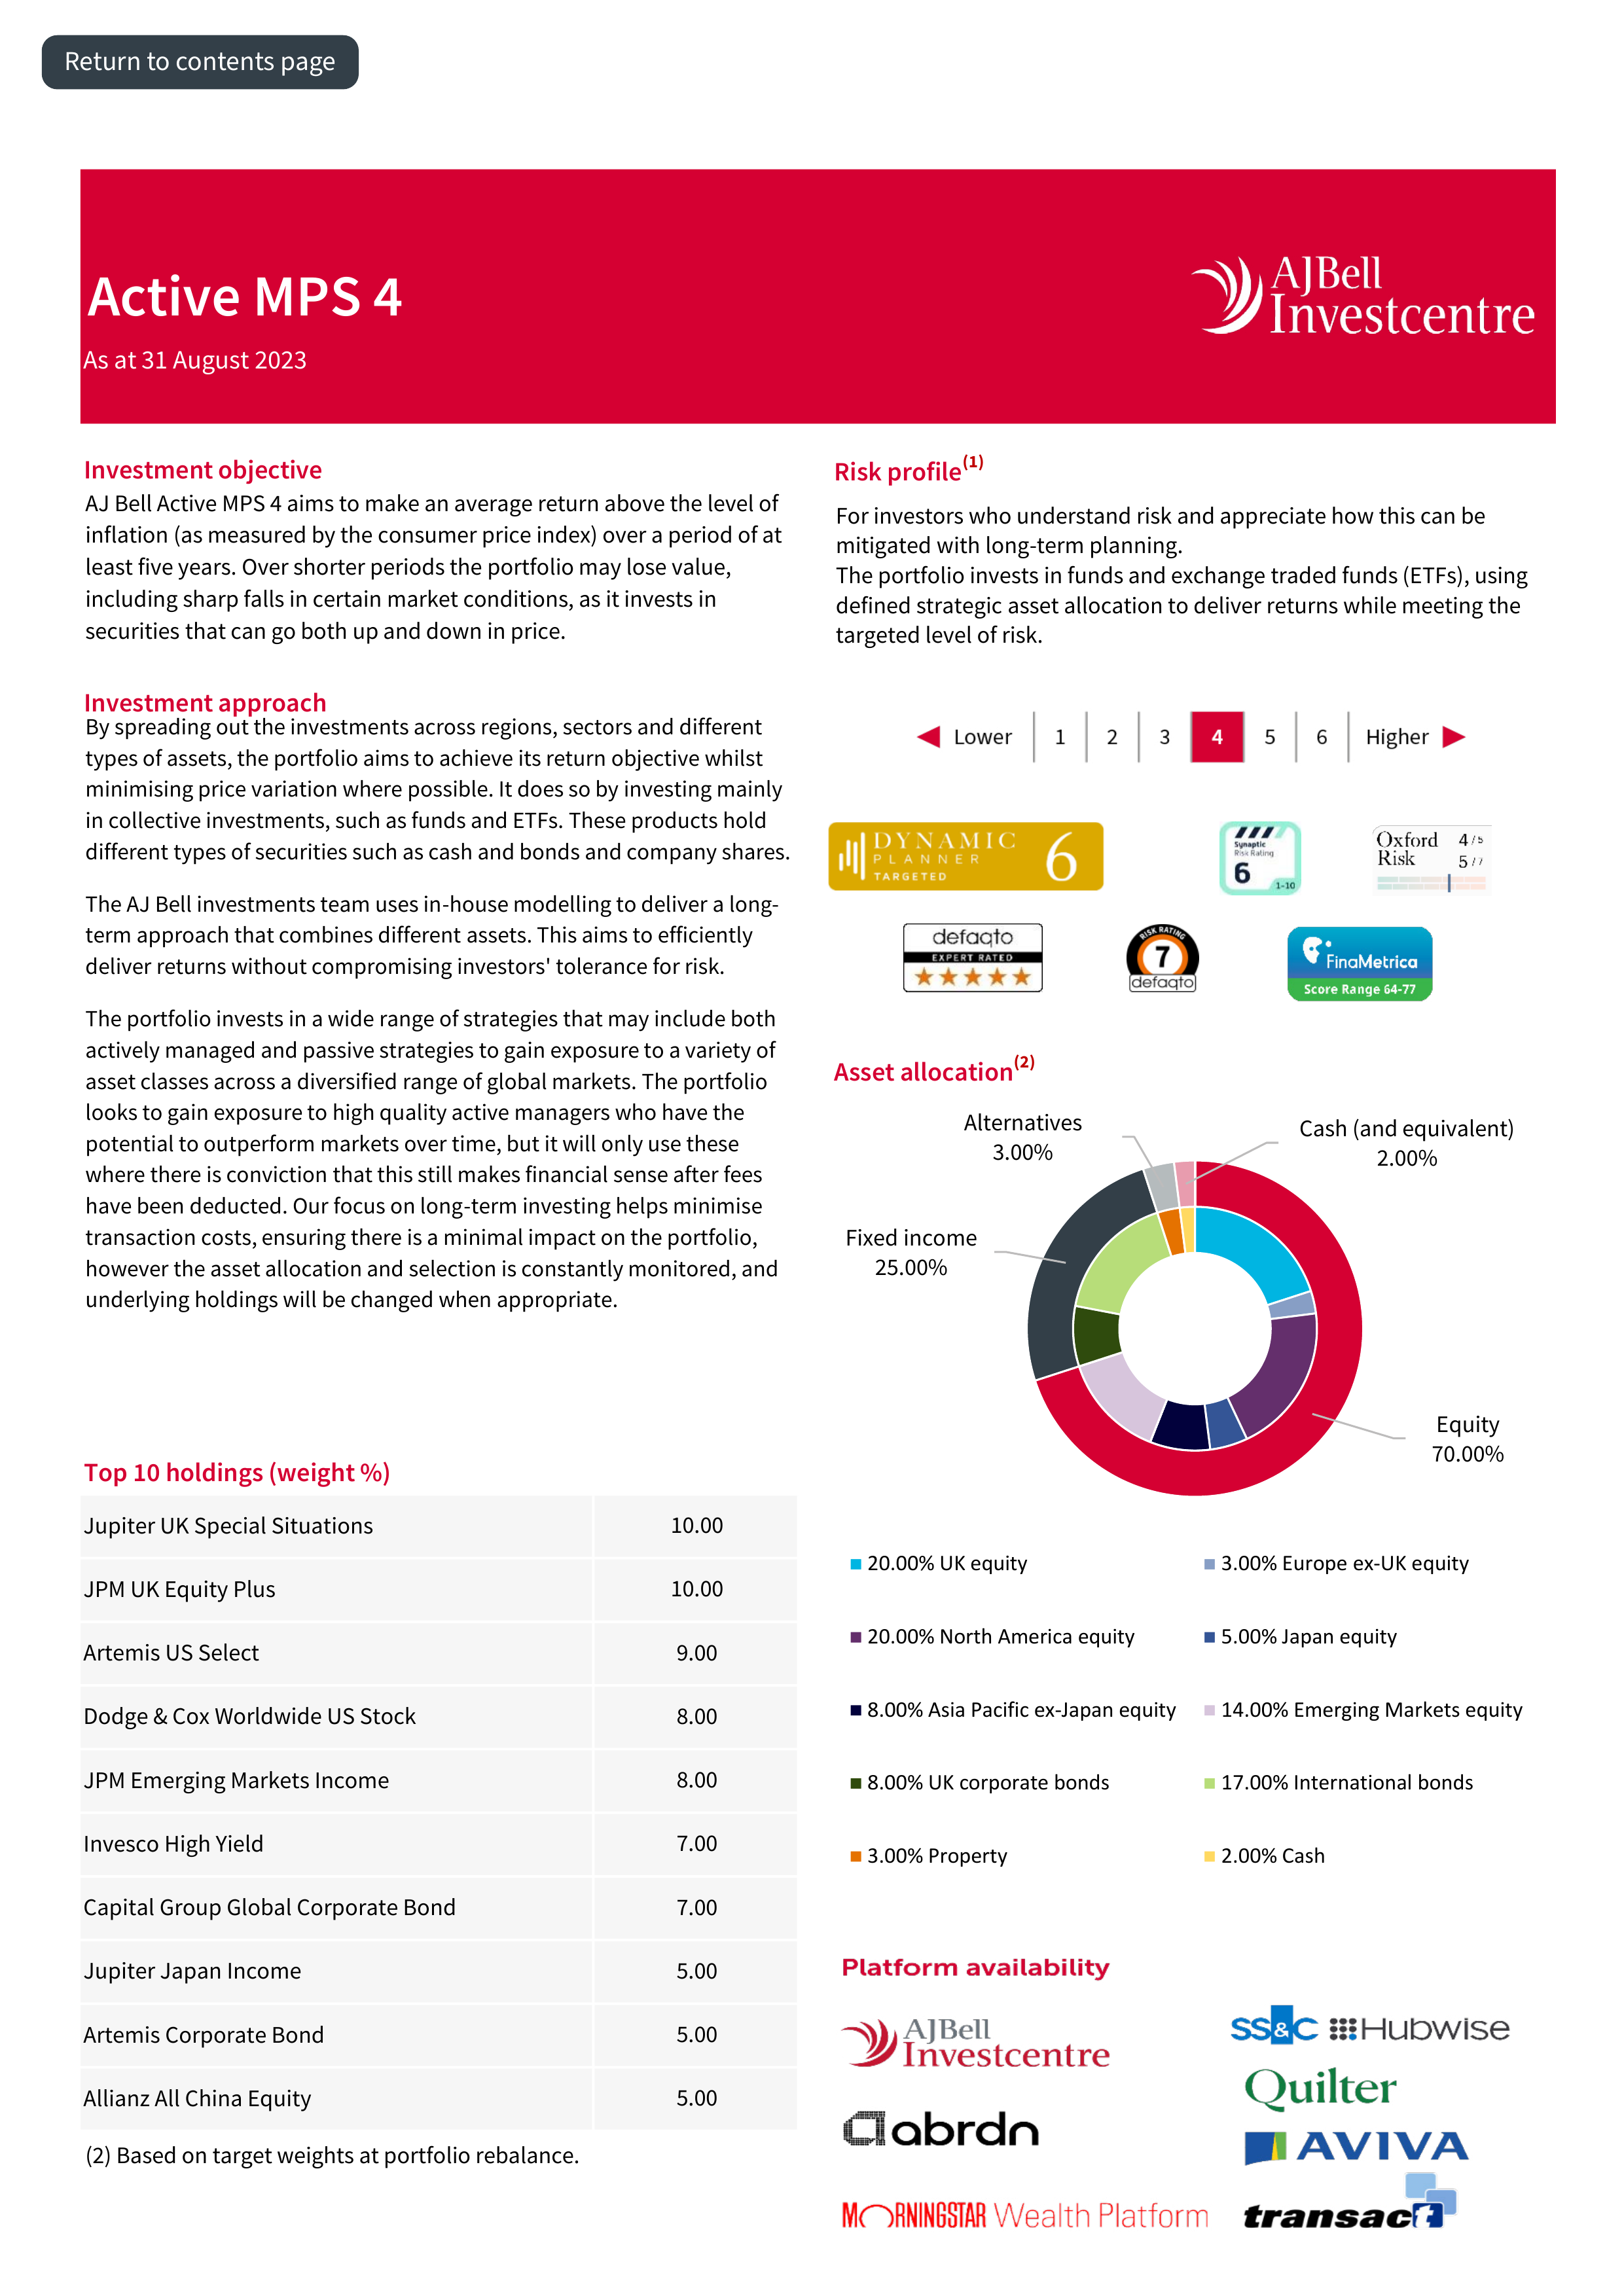 Return to contents page
Active MPS 4
As at 31 August 2023
AJBell
Investcentre
Investment objective
AJ Bell Active MPS 4 aims to make an average return above the level of
inflation (as measured by the consumer price index) over a period of at
least five years. Over shorter periods the portfolio may lose value,
including sharp falls in certain market conditions, as it invests in
securities that can go both up and down in price.
Investment approach
By spreading out the investments across regions, sectors and different
types of assets, the portfolio aims to achieve its return objective whilst
minimising price variation where possible. It does so by investing mainly
in collective investments, such as funds and ETFs. These products hold
different types of securities such as cash and bonds and company shares.
The AJ Bell investments team uses in-house modelling to deliver a long-
term approach that combines different assets. This aims to efficiently
deliver returns without compromising investors' tolerance for risk.
The portfolio invests in a wide range of strategies that may include both
actively managed and passive strategies to gain exposure to a variety of
asset classes across a diversified range of global markets. The portfolio
looks to gain exposure to high quality active managers who have the
potential to outperform markets over time, but it will only use these
where there is conviction that this still makes financial sense after fees
have been deducted. Our focus on long-term investing helps minimise
transaction costs, ensuring there is a minimal impact on the portfolio,
however the asset allocation and selection is constantly monitored, and
underlying holdings will be changed when appropriate.
Top 10 holdings (weight %)
Jupiter UK Special Situations 10.00
JPM UK Equity Plus 10.00
Artemis US Select 9.00
Dodge & Cox Worldwide US Stock 8.00
JPM Emerging Markets Income 8.00
Invesco High Yield 7.00
Capital Group Global Corporate Bond 7.00
Jupiter Japan Income 5.00
Artemis Corporate Bond 5.00
Allianz All China Equity 5.00
(2) Based on target weights at portfolio rebalance.
Risk profile(1)
For investors who understand risk and appreciate how this can be
mitigated with long-term planning.
The portfolio invests in funds and exchange traded funds (ETFs), using
defined strategic asset allocation to deliver returns while meeting the
targeted level of risk.
Lower 1 2 3 4 5 6 Higher
DYNAMIC
PLANNER
TARGETED
6
Synaptic
Risk Rating
6
1-10
Oxford 4/5
Risk 5/7
defaqto
EXPERT RATED
RISK RATING
7
defaqto
FinaMetrica
Score Range 64-77
Asset allocation(2)
Alternatives
3.00%
Cash (and equivalent)
2.00%
Fixed income
25.00%
Equity
70.00%
20.00% UK equity
3.00% Europe ex-UK equity
20.00% North America equity
5.00% Japan equity
8.00% Asia Pacific ex-Japan equity
14.00% Emerging Markets equity
8.00% UK corporate bonds
17.00% International bonds
3.00% Property
2.00% Cash
Platform availability
AJBell
Investcentre
SS&C Hubwise
Quilter
abrdn
AVIVA
MORNINGSTAR Wealth Platform
transact